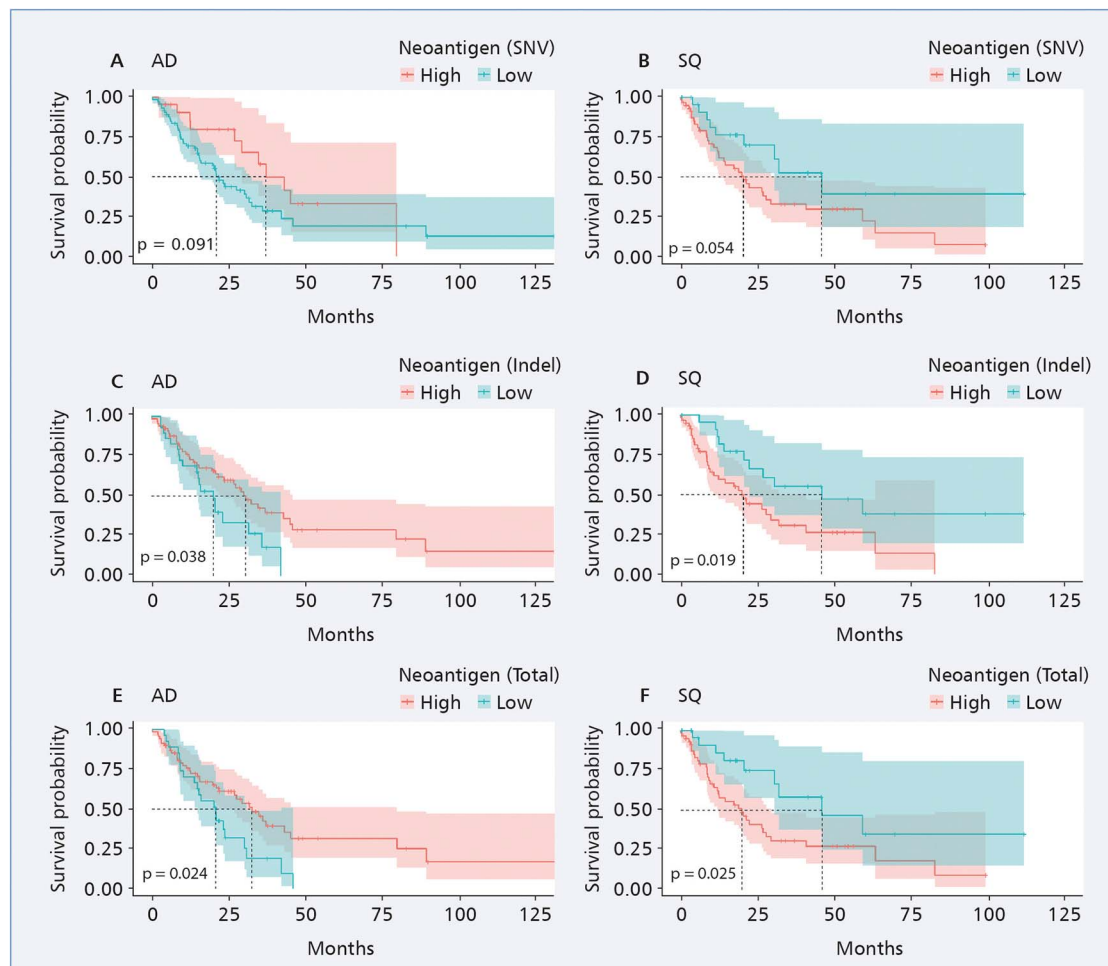 A AD
Neoantigen (SNV)
High Low
Survival probability
1.00
0.75
0.50
0.25
0.00
p = 0.091
0 25 50 75 100 125
Months
B SQ
Neoantigen (SNV)
High Low
Survival probability
1.00
0.75
0.50
0.25
0.00
p = 0.054
0 25 50 75 100 125
Months
C AD
Neoantigen (Indel)
High Low
Survival probability
1.00
0.75
0.50
0.25
0.00
p = 0.038
0 25 50 75 100 125
Months
D SQ
Neoantigen (Indel)
High Low
Survival probability
1.00
0.75
0.50
0.25
0.00
p = 0.019
0 25 50 75 100 125
Months
E AD
Neoantigen (Total)
High Low
Survival probability
1.00
0.75
0.50
0.25
0.00
p = 0.024
0 25 50 75 100 125
Months
F SQ
Neoantigen (Total)
High Low
Survival probability
1.00
0.75
0.50
0.25
0.00
p = 0.025
0 25 50 75 100 125
Months